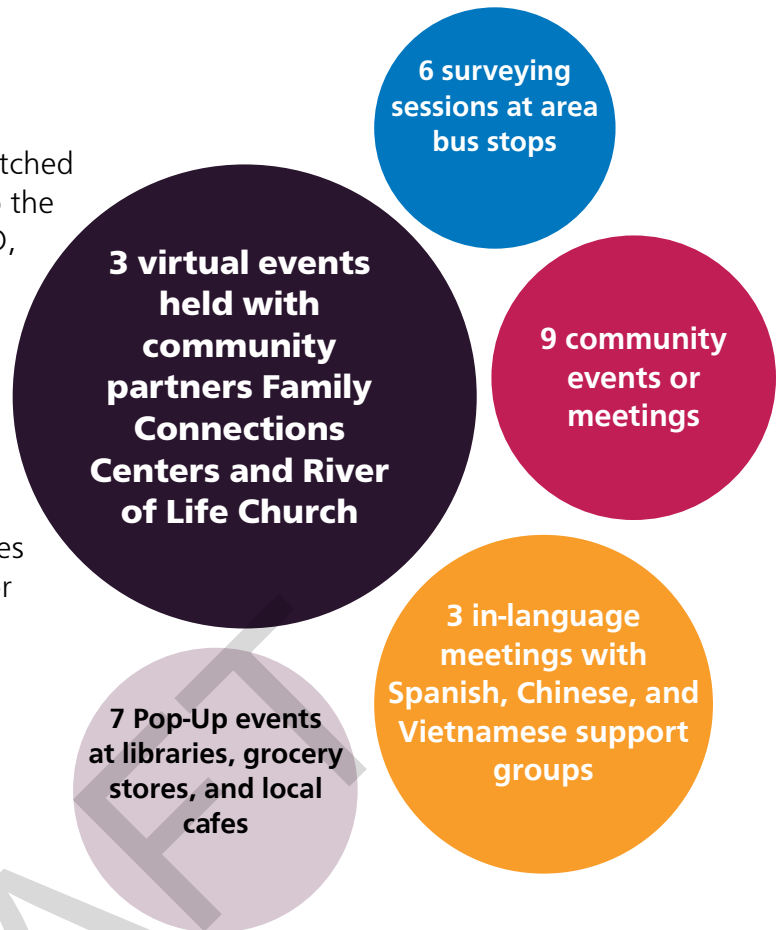 6 surveying
sessions at area
bus stops
the
3 virtual events
held with
community
partners Family
Connections
Centers and River
of Life Church
9 community
events or
meetings
3 in-language
meetings with
Spanish, Chinese, and
Vietnamese support
groups
7 Pop-Up events
at libraries, grocery
stores, and local
cafes